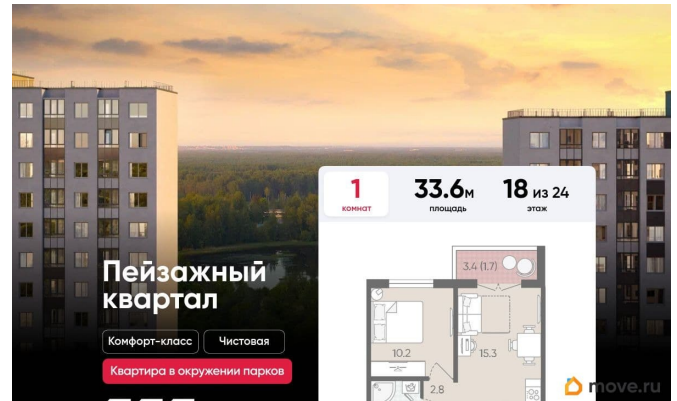 1
комнат
33.6м
площадь
18 из 24
этаж
3.4 (1.7)
Пейзажный
квартал
10.2
15.3
Комфорт-класс
Чистовая
Квартира в окружении парков
2.8
move.ru